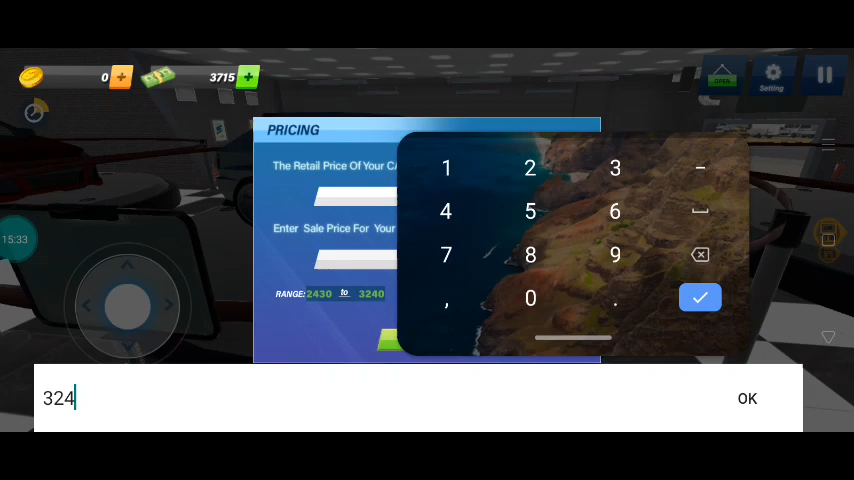 0 +
3715 +
OPEN
Setting
PRICING
The Retail Price Of Your CA
Enter Sale Price For Your
RANGE: 2430 to 3240
15:33
1 2 3 –
4 5 6
7 8 9
, 0 .
324
OK